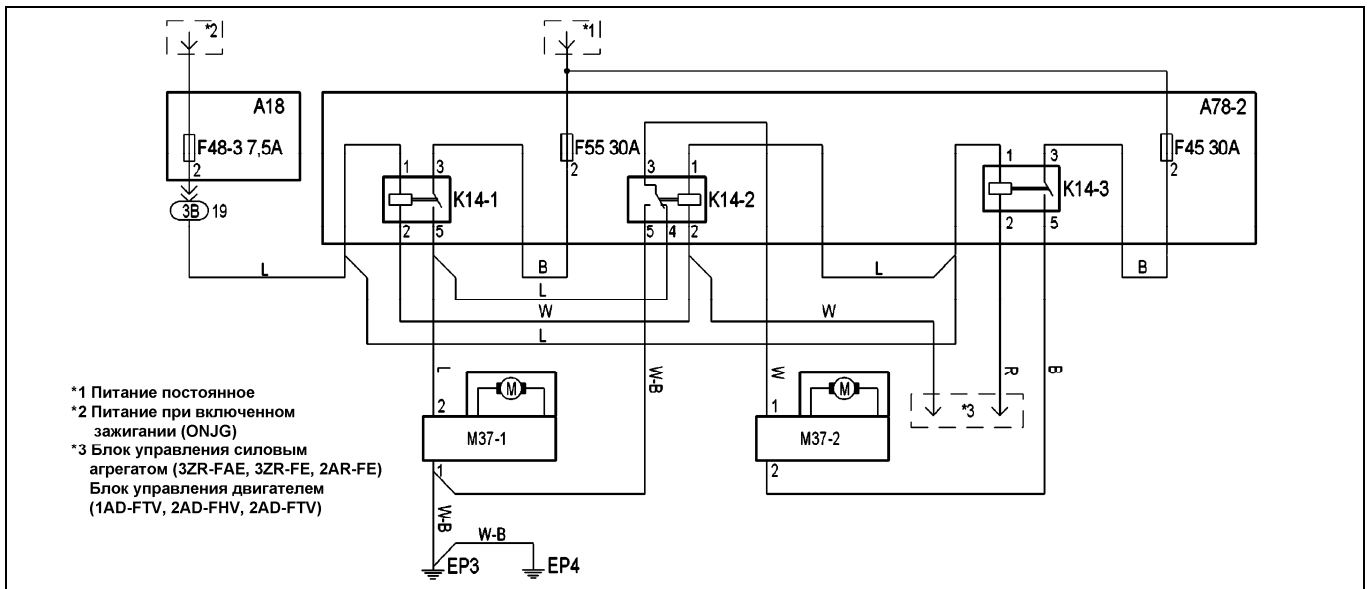 *2
*1
A18
A78-2
F48-3 7,5A
2
3B 19
F55 30A
2
F45 30A
2
1 3
K14-1
2 5
3 1
K14-2
5 4 2
1 3
K14-3
2 5
L
B
L
W
L
L
W
B
L
W-B
W
R
B
*3
2
M
M37-1
1
1
M
M37-2
2
W-B
W-B
EP3
EP4
*1 Питание постоянное
*2 Питание при включенном
зажигании (ONJG)
*3 Блок управления силовым
агрегатом (3ZR-FAE, 3ZR-FE, 2AR-FE)
Блок управления двигателем
(1AD-FTV, 2AD-FHV, 2AD-FTV)